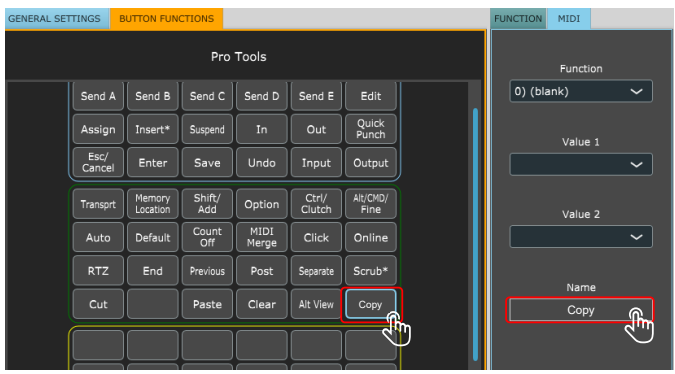 GENERAL SETTINGS BUTTON FUNCTIONS FUNCTION MIDI
Pro Tools
Send A Send B Send C Send D Send E Edit
Assign Insert* Suspend In Out Quick Punch
Esc/ Cancel Enter Save Undo Input Output
Transprt Memory Location Shift/ Add Option Ctrl/ Clutch Alt/CMD/ Fine
Auto Default Count Off MIDI Merge Click Online
RTZ End Previous Post Separate Scrub*
Cut Paste Clear Alt View Copy
Function
0) (blank)
Value 1
Value 2
Name
Copy